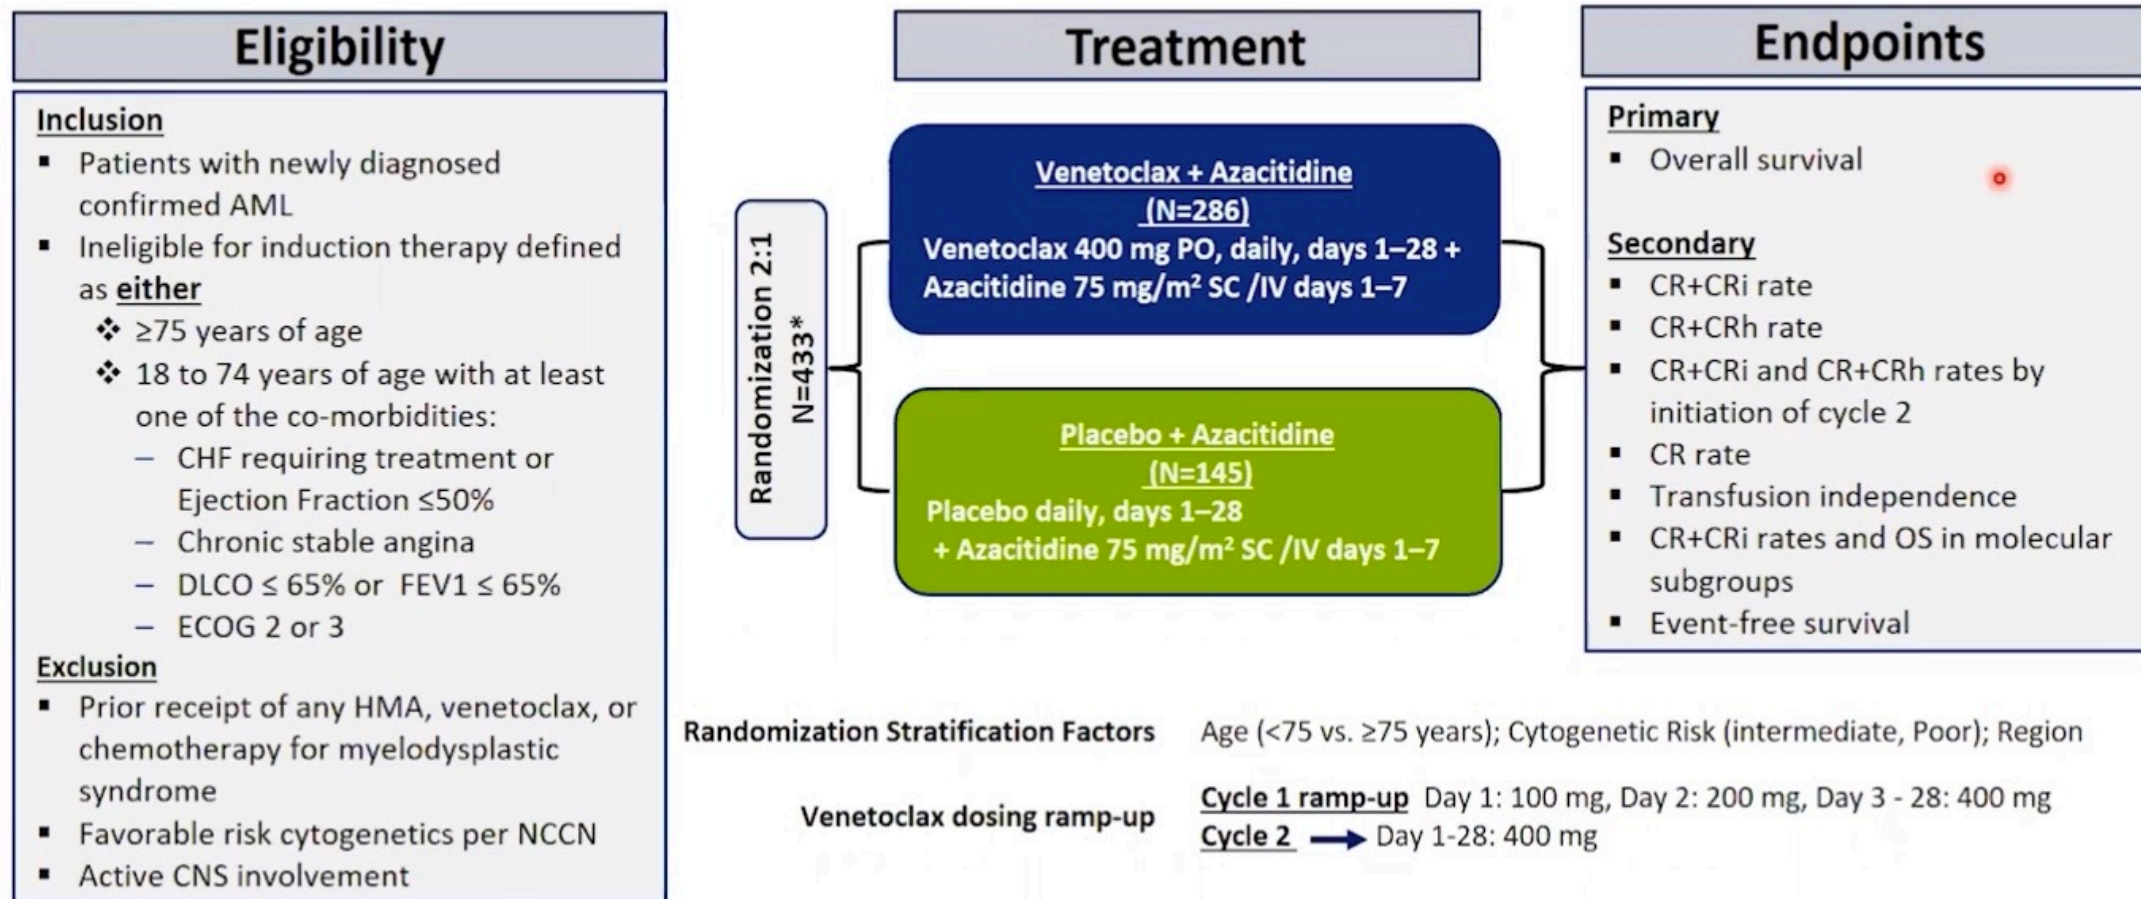 Eligibility
Inclusion
▪ Patients with newly diagnosed
confirmed AML
▪ Ineligible for induction therapy defined
as either
❖ ≥75 years of age
❖ 18 to 74 years of age with at least
one of the co-morbidities:
– CHF requiring treatment or
Ejection Fraction ≤50%
– Chronic stable angina
– DLCO ≤ 65% or FEV1 ≤ 65%
– ECOG 2 or 3
Exclusion
▪ Prior receipt of any HMA, venetoclax, or
chemotherapy for myelodysplastic
syndrome
▪ Favorable risk cytogenetics per NCCN
▪ Active CNS involvement
Treatment
Randomization 2:1
N=433*
Venetoclax + Azacitidine
(N=286)
Venetoclax 400 mg PO, daily, days 1–28 +
Azacitidine 75 mg/m² SC /IV days 1–7
Placebo + Azacitidine
(N=145)
Placebo daily, days 1–28
+ Azacitidine 75 mg/m² SC /IV days 1–7
Endpoints
Primary
▪ Overall survival
Secondary
▪ CR+CRi rate
▪ CR+CRh rate
▪ CR+CRi and CR+CRh rates by
initiation of cycle 2
▪ CR rate
▪ Transfusion independence
▪ CR+CRi rates and OS in molecular
subgroups
▪ Event-free survival
Randomization Stratification Factors Age (<75 vs. ≥75 years); Cytogenetic Risk (intermediate, Poor); Region
Venetoclax dosing ramp-up
Cycle 1 ramp-up Day 1: 100 mg, Day 2: 200 mg, Day 3 - 28: 400 mg
Cycle 2 → Day 1-28: 400 mg